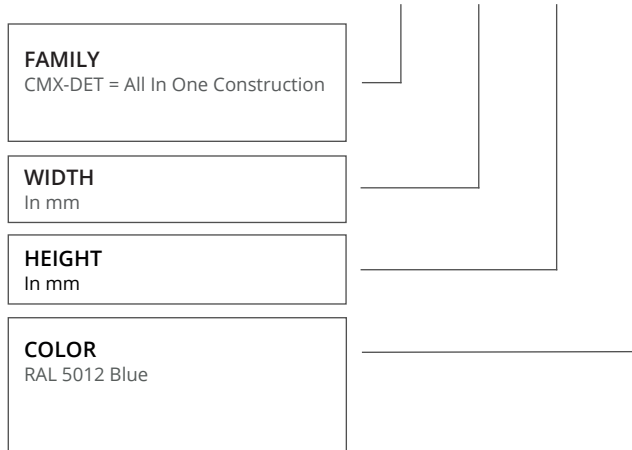 FAMILY
CMX-DET = All In One Construction
WIDTH
In mm
HEIGHT
In mm
COLOR
RAL 5012 Blue